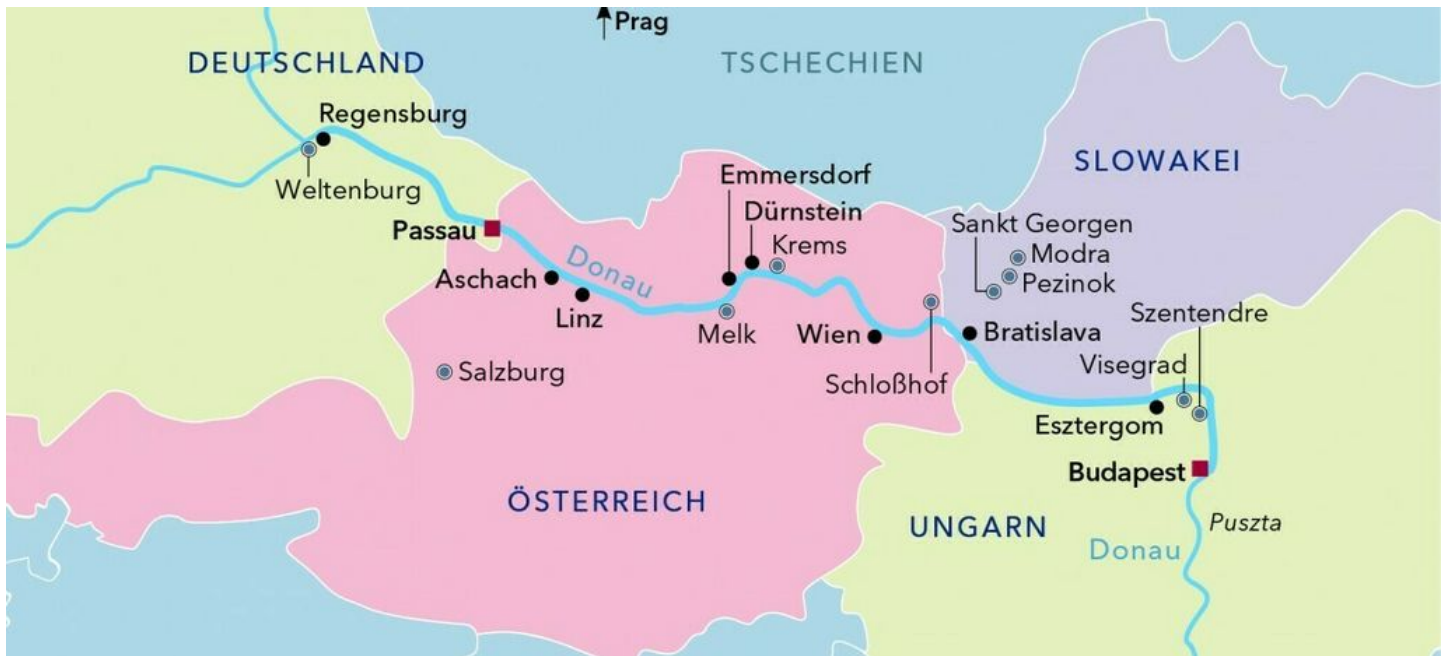 Prag
DEUTSCHLAND
TSCHECHIEN
Regensburg
SLOWAKEI
Emmersdorf
Weltenburg
Dürnstein
Sankt Georgen
Passau
Krems
Modra
Donau
Aschach
Pezinok
Linz
Szentendre
Melk
Wien
Bratislava
Visegrad
Salzburg
Schloßhof
Esztergom
Budapest
ÖSTERREICH
UNGARN
Puszta
Donau